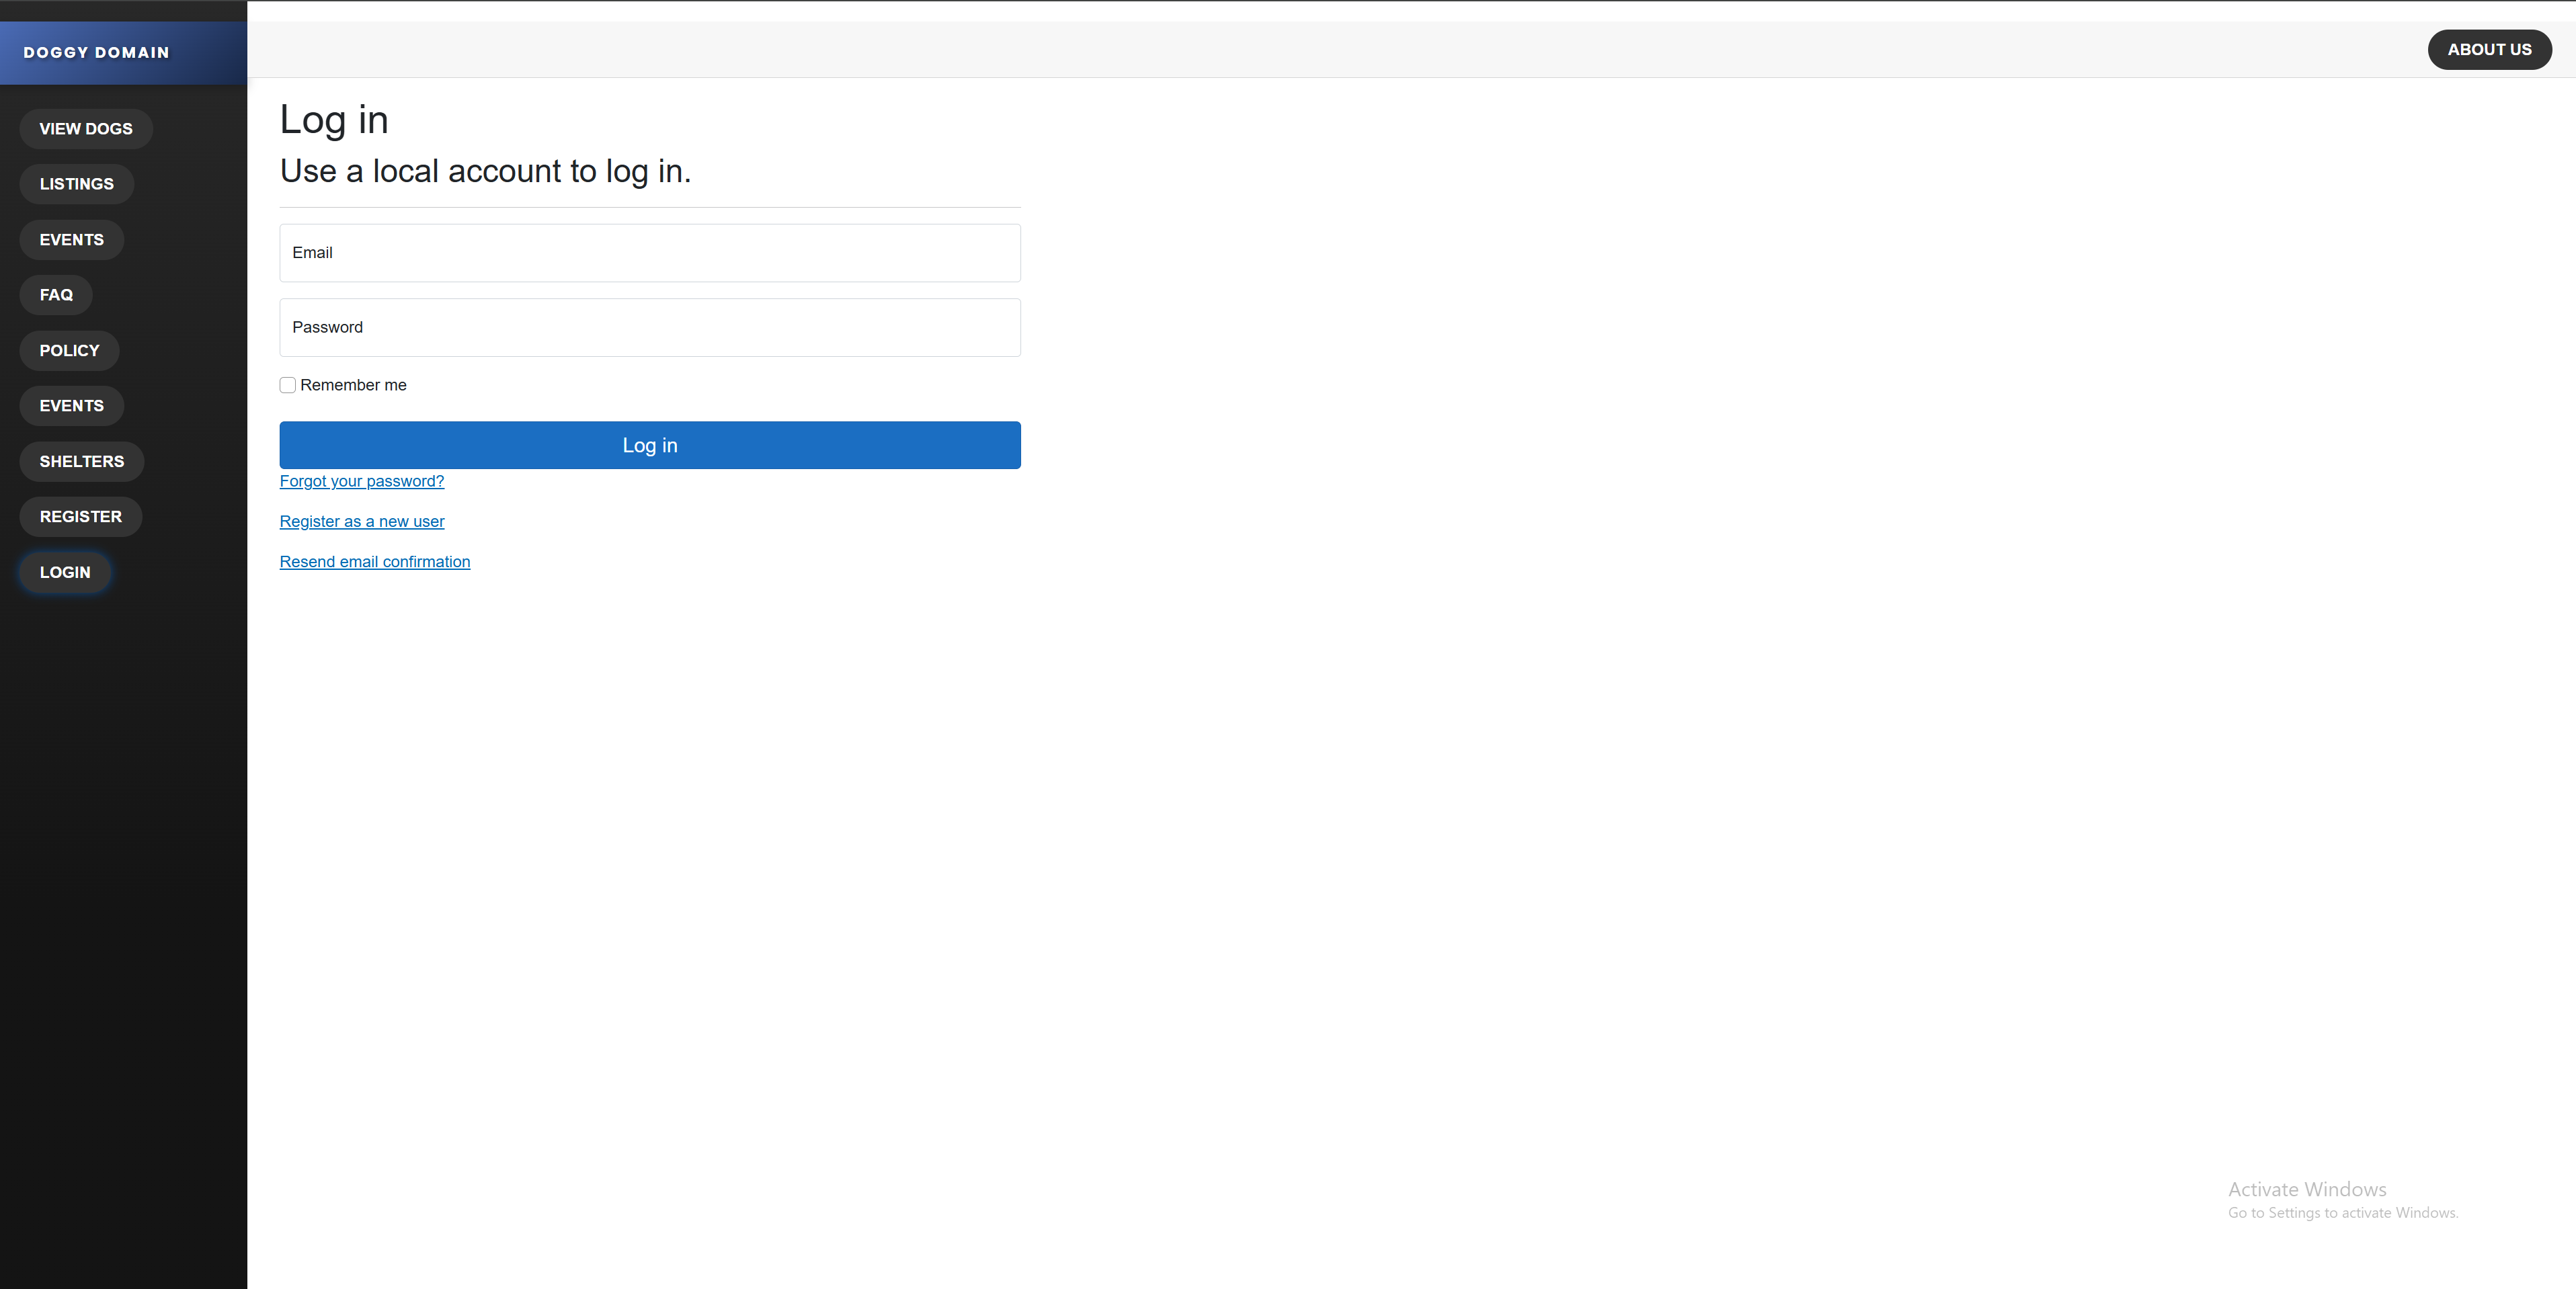 DOGGY DOMAIN
ABOUT US
VIEW DOGS
LISTINGS
EVENTS
FAQ
POLICY
EVENTS
SHELTERS
REGISTER
LOGIN
Log in
Use a local account to log in.
Email
Password
Remember me
Log in
Forgot your password?
Register as a new user
Resend email confirmation
Activate Windows
Go to Settings to activate Windows.